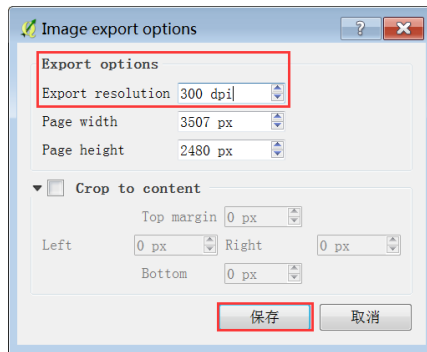 Image export options
Export options
Export resolution 300 dpi
Page width 3507 px
Page height 2480 px
Crop to content
Top margin 0 px
Left 0 px Right 0 px
Bottom 0 px
保存 取消